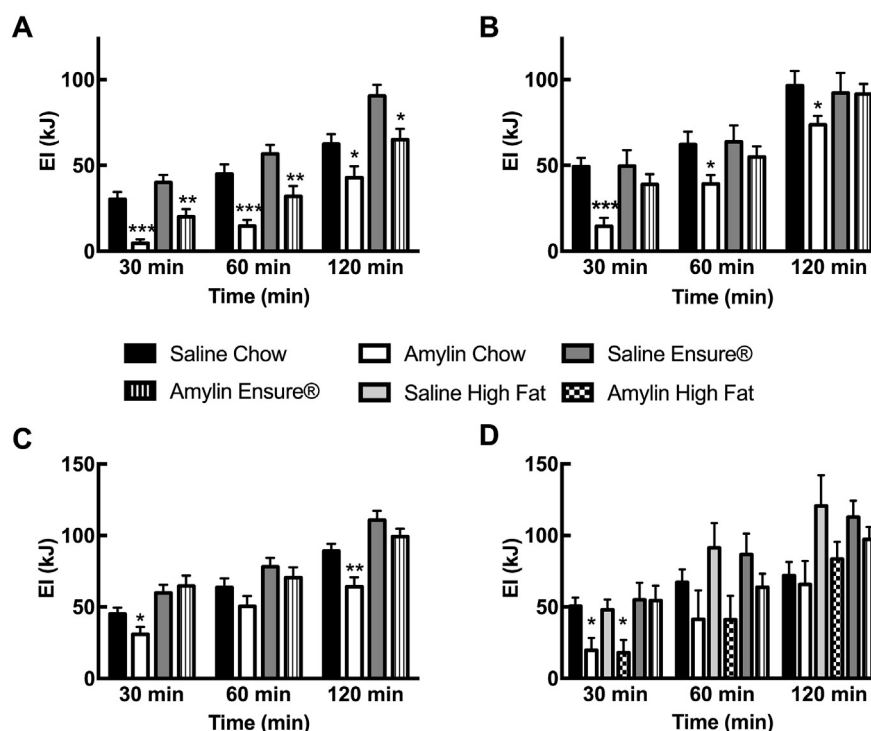 A
EI (kJ)
100
50
0
***
**
***
**
*
*
30 min 60 min 120 min
Time (min)
B
EI (kJ)
100
50
0
***
*
*
30 min 60 min 120 min
Time (min)
Saline Chow Amylin Chow Saline Ensure®
Amylin Ensure® Saline High Fat Amylin High Fat
C
EI (kJ)
150
100
50
0
*
**
30 min 60 min 120 min
Time (min)
D
EI (kJ)
150
100
50
0
* *
30 min 60 min 120 min
Time (min)